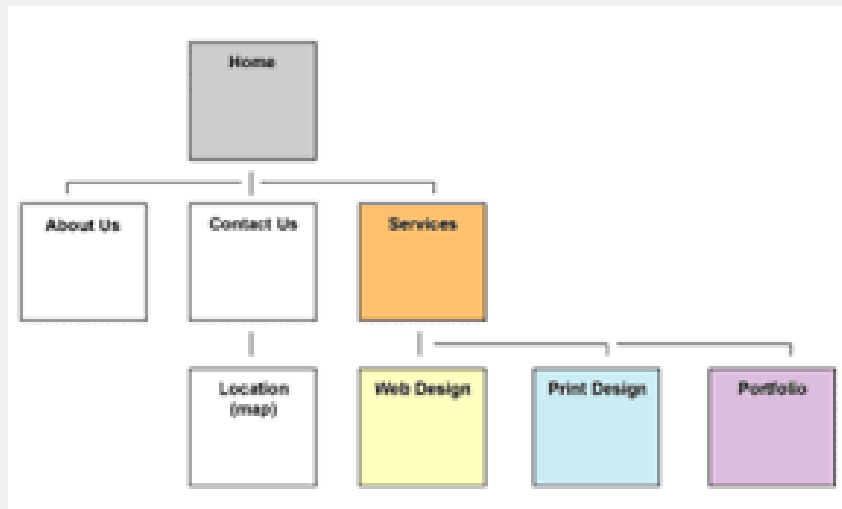 Home
About Us
Contact Us
Services
Location
(map)
Web Design
Print Design
Portfolio